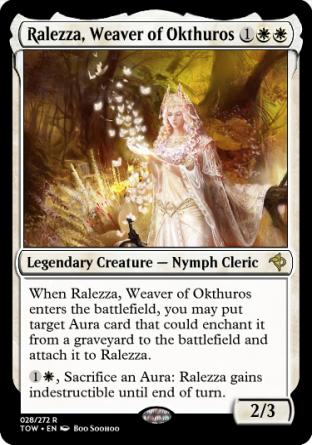 Ralezza, Weaver of Okthuros 1
Legendary Creature — Nymph Cleric
When Ralezza, Weaver of Okthuros
enters the battlefield, you may put
target Aura card that could enchant it
from a graveyard to the battlefield and
attach it to Ralezza.
1, Sacrifice an Aura: Ralezza gains
indestructible until end of turn.
028/272 R
TOW • EN Boo Soohoo
2/3